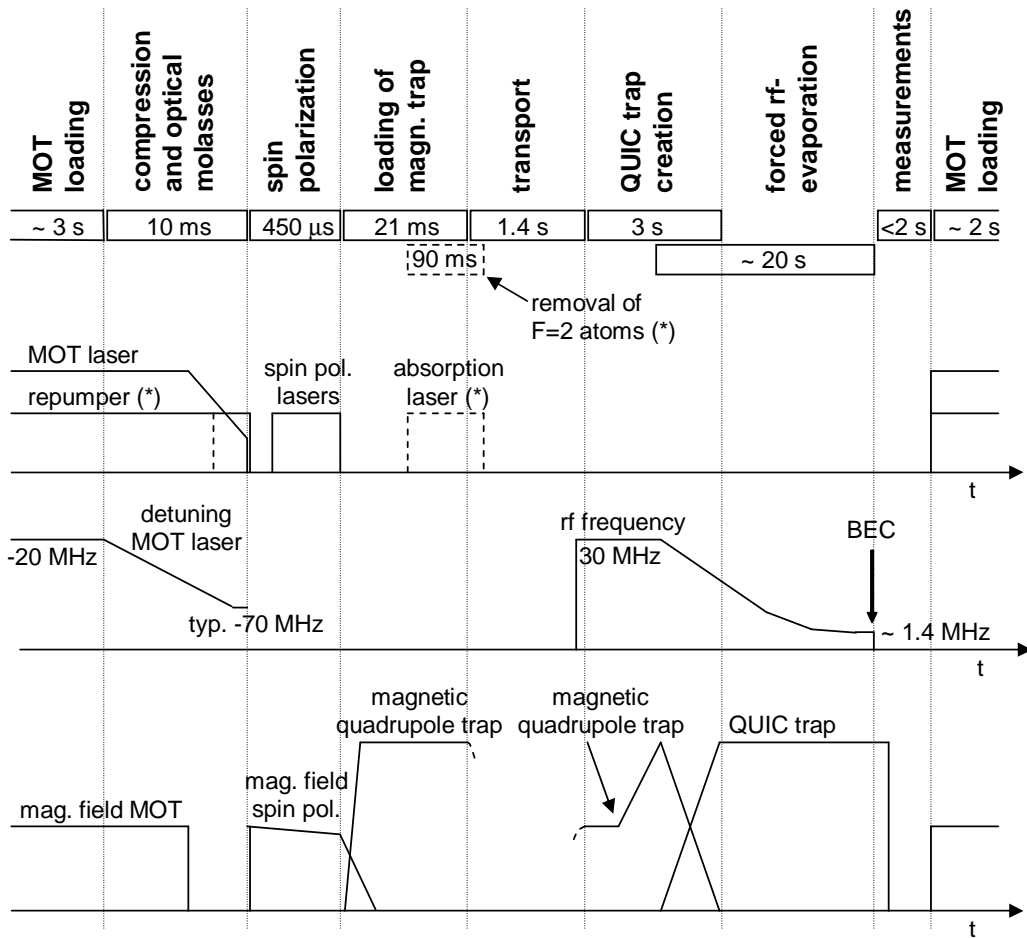 MOT
loading
compression
and optical
molasses
spin
polarization
loading of
magn. trap
transport
QUIC trap
creation
forced rf-
evaporation
measurements
MOT
loading
~ 3 s
10 ms
450 µs
21 ms
1.4 s
3 s
<2 s
~ 2 s
90 ms
~ 20 s
removal of
F=2 atoms (*)
MOT laser
repumper (*)
spin pol.
lasers
absorption
laser (*)
t
detuning
MOT laser
-20 MHz
typ. -70 MHz
rf frequency
30 MHz
BEC
~ 1.4 MHz
t
magnetic
quadrupole trap
magnetic
quadrupole trap
QUIC trap
mag. field MOT
mag. field
spin pol.
t